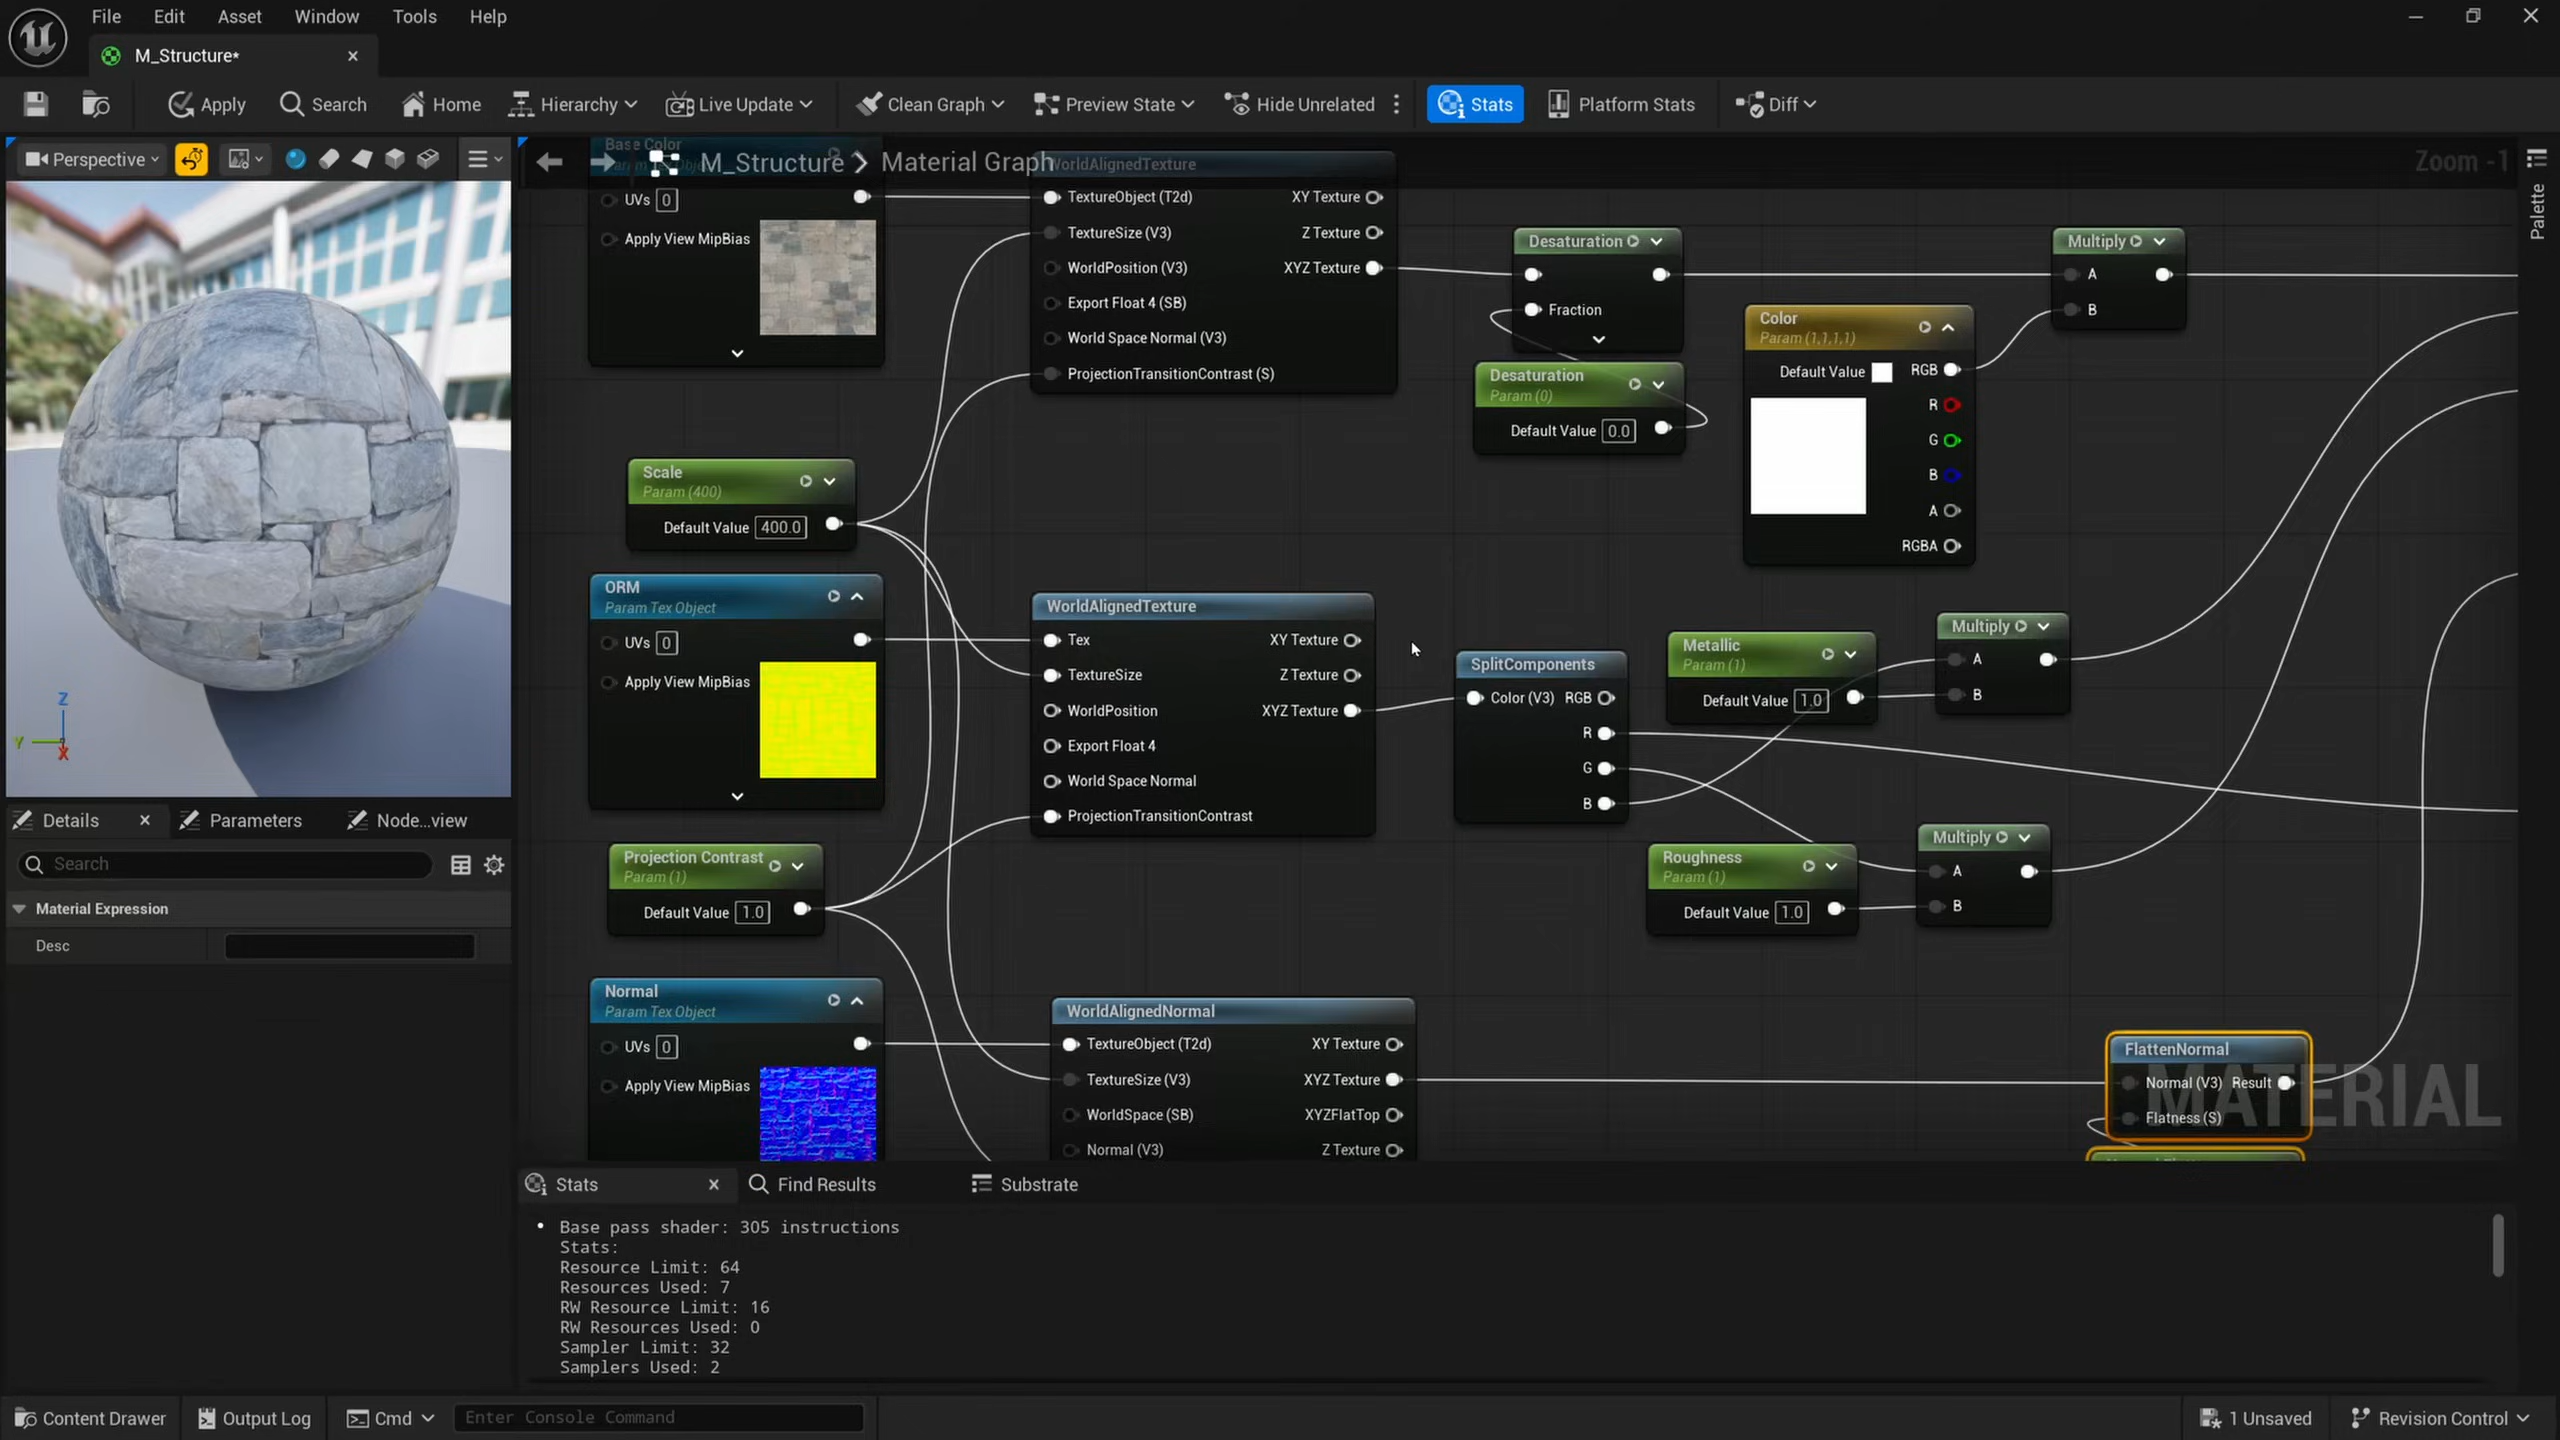 File Edit Asset Window Tools Help
M_Structure*
Apply Search Home Hierarchy Live Update Clean Graph Preview State Hide Unrelated Stats Platform Stats Diff
Perspective
M_Structure Material Graph
Zoom -1
Palette
Base Color
UVs 0
Apply View MipBias
WorldAlignedTexture
TextureObject (T2d) XY Texture
TextureSize (V3) Z Texture
WorldPosition (V3) XYZ Texture
Export Float 4 (SB)
World Space Normal (V3)
ProjectionTransitionContrast (S)
Desaturation
Fraction
Desaturation
Param (0)
Default Value 0.0
Color
Param (1,1,1,1)
Default Value RGB
R
G
B
A
RGBA
Multiply
A
B
Scale
Param (400)
Default Value 400.0
ORM
Param Tex Object
UVs 0
Apply View MipBias
WorldAlignedTexture
Tex XY Texture
TextureSize Z Texture
WorldPosition XYZ Texture
Export Float 4
World Space Normal
ProjectionTransitionContrast
SplitComponents
Color (V3) RGB
R
G
B
Metallic
Param (1)
Default Value 1.0
Multiply
A
B
Roughness
Param (1)
Default Value 1.0
Multiply
A
B
Projection Contrast
Param (1)
Default Value 1.0
Normal
Param Tex Object
UVs 0
Apply View MipBias
WorldAlignedNormal
TextureObject (T2d) XY Texture
TextureSize (V3) XYZ Texture
WorldSpace (SB) XYZFlatTop
Normal (V3) Z Texture
FlattenNormal
Normal (V3) Result
Flatness (S)
MATERIAL
Z
Y
X
Details Parameters Node...view
Search
Material Expression
Desc
Stats Find Results Substrate
Base pass shader: 305 instructions
Stats:
Resource Limit: 64
Resources Used: 7
RW Resource Limit: 16
RW Resources Used: 0
Sampler Limit: 32
Samplers Used: 2
Content Drawer Output Log Cmd Enter Console Command 1 Unsaved Revision Control